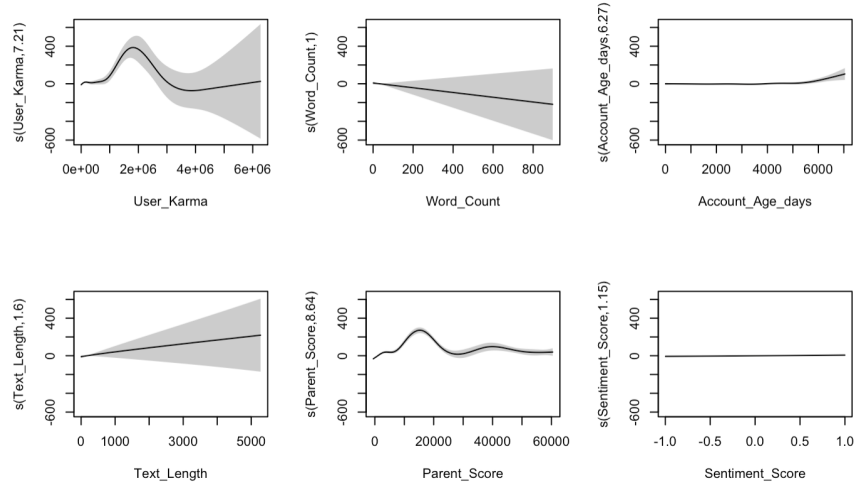 s(User_Karma,7.21)
400
0
-600
0e+00 2e+06 4e+06 6e+06
User_Karma
s(Word_Count,1)
400
0
-600
0 200 400 600 800
Word_Count
s(Account_Age_days,6.27)
400
0
-600
0 2000 4000 6000
Account_Age_days
s(Text_Length,1.6)
400
0
-600
0 1000 3000 5000
Text_Length
s(Parent_Score,8.64)
400
0
-600
0 20000 40000 60000
Parent_Score
s(Sentiment_Score,1.15)
400
0
-600
-1.0 -0.5 0.0 0.5 1.0
Sentiment_Score